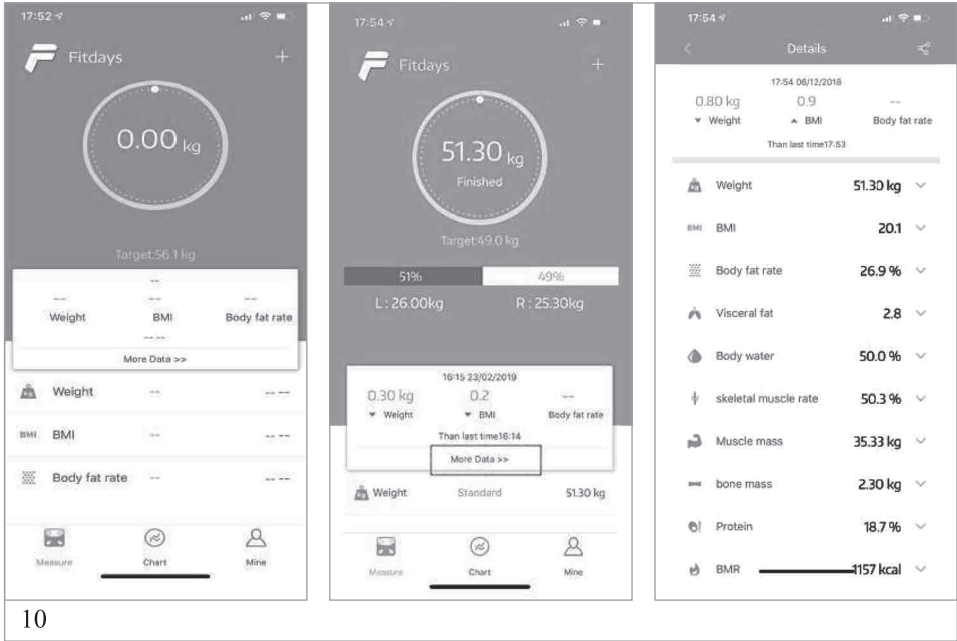 17:52
Fitdays
+
0.00 kg
Target:56.1 kg
--
-- -- --
Weight BMI Body fat rate
-- --
More Data >>
Weight -- -- --
BMI BMI -- -- --
Body fat rate -- -- --
Measure Chart Mine
17:54
Fitdays
+
51.30 kg
Finished
Target:49.0 kg
51% 49%
L : 26.00kg R : 25.30kg
16:15 23/02/2019
0.30 kg 0.2 --
Weight BMI Body fat rate
Than last time16:14
More Data >>
Weight Standard 51.30 kg
Measure Chart Mine
17:54
Details
17:54 06/12/2018
0.80 kg 0.9 --
Weight BMI Body fat rate
Than last time17:53
Weight 51.30 kg
BMI BMI 20.1
Body fat rate 26.9 %
Visceral fat 2.8
Body water 50.0 %
skeletal muscle rate 50.3 %
Muscle mass 35.33 kg
bone mass 2.30 kg
Protein 18.7 %
BMR 1157 kcal
10